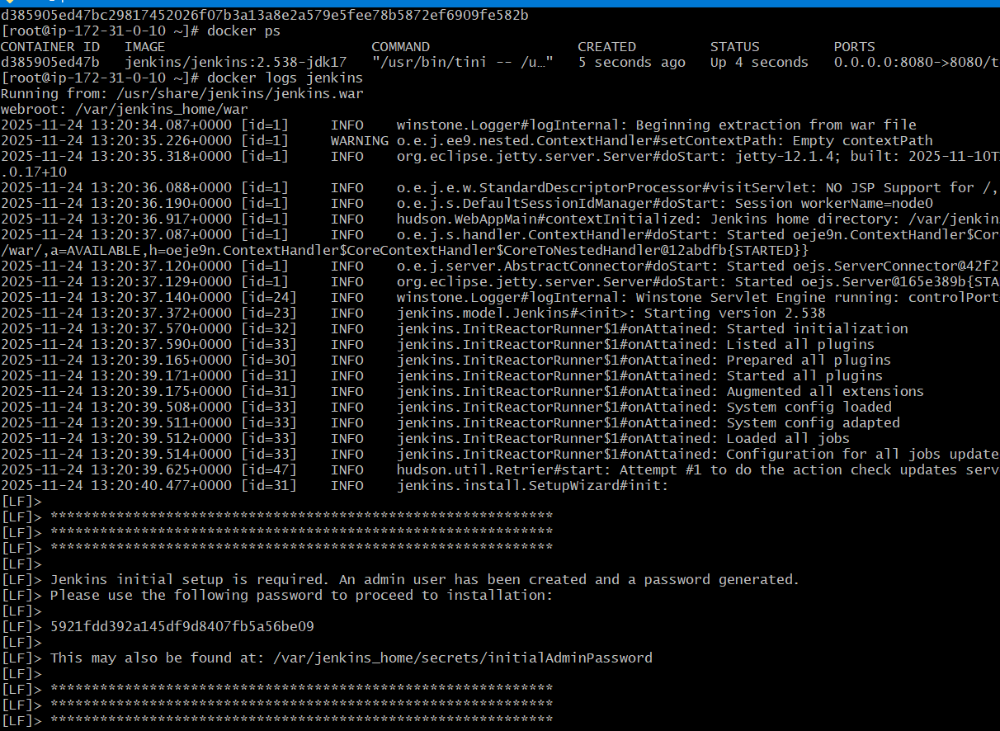 d385905ed47bc29817452026f07b3a13a8e2a579e5fee78b5872ef6909fe582b
[root@ip-172-31-0-10 ~]# docker ps
CONTAINER ID   IMAGE                       COMMAND                  CREATED         STATUS         PORTS
d385905ed47b   jenkins/jenkins:2.538-jdk17   "/usr/bin/tini -- /u…"   5 seconds ago   Up 4 seconds   0.0.0.0:8080->8080/t
[root@ip-172-31-0-10 ~]# docker logs jenkins
Running from: /usr/share/jenkins/jenkins.war
webroot: /var/jenkins_home/war
2025-11-24 13:20:34.087+0000 [id=1]     INFO    winstone.Logger#logInternal: Beginning extraction from war file
2025-11-24 13:20:35.226+0000 [id=1]     WARNING o.e.j.ee9.nested.ContextHandler#setContextPath: Empty contextPath
2025-11-24 13:20:35.318+0000 [id=1]     INFO    org.eclipse.jetty.server.Server#doStart: jetty-12.1.4; built: 2025-11-10T
.0.17+10
2025-11-24 13:20:36.088+0000 [id=1]     INFO    o.e.j.e.w.StandardDescriptorProcessor#visitServlet: NO JSP Support for /,
2025-11-24 13:20:36.190+0000 [id=1]     INFO    o.e.j.s.DefaultSessionIdManager#doStart: Session workerName=node0
2025-11-24 13:20:36.917+0000 [id=1]     INFO    hudson.WebAppMain#contextInitialized: Jenkins home directory: /var/jenkin
2025-11-24 13:20:37.087+0000 [id=1]     INFO    o.e.j.s.handler.ContextHandler#doStart: Started oeje9n.ContextHandler$Cor
/war/,a=AVAILABLE,h=oeje9n.ContextHandler$CoreContextHandler$CoreToNestedHandler@12abdfb{STARTED}}
2025-11-24 13:20:37.120+0000 [id=1]     INFO    o.e.j.server.AbstractConnector#doStart: Started oejs.ServerConnector@42f2
2025-11-24 13:20:37.129+0000 [id=1]     INFO    org.eclipse.jetty.server.Server#doStart: Started oejs.Server@165e389b{STA
2025-11-24 13:20:37.140+0000 [id=24]    INFO    winstone.Logger#logInternal: Winstone Servlet Engine running: controlPort
2025-11-24 13:20:37.372+0000 [id=23]    INFO    jenkins.model.Jenkins#<init>: Starting version 2.538
2025-11-24 13:20:37.570+0000 [id=32]    INFO    jenkins.InitReactorRunner$1#onAttained: Started initialization
2025-11-24 13:20:37.590+0000 [id=33]    INFO    jenkins.InitReactorRunner$1#onAttained: Listed all plugins
2025-11-24 13:20:39.165+0000 [id=30]    INFO    jenkins.InitReactorRunner$1#onAttained: Prepared all plugins
2025-11-24 13:20:39.171+0000 [id=31]    INFO    jenkins.InitReactorRunner$1#onAttained: Started all plugins
2025-11-24 13:20:39.175+0000 [id=31]    INFO    jenkins.InitReactorRunner$1#onAttained: Augmented all extensions
2025-11-24 13:20:39.508+0000 [id=33]    INFO    jenkins.InitReactorRunner$1#onAttained: System config loaded
2025-11-24 13:20:39.511+0000 [id=33]    INFO    jenkins.InitReactorRunner$1#onAttained: System config adapted
2025-11-24 13:20:39.512+0000 [id=33]    INFO    jenkins.InitReactorRunner$1#onAttained: Loaded all jobs
2025-11-24 13:20:39.514+0000 [id=33]    INFO    jenkins.InitReactorRunner$1#onAttained: Configuration for all jobs update
2025-11-24 13:20:39.625+0000 [id=47]    INFO    hudson.util.Retrier#start: Attempt #1 to do the action check updates serv
2025-11-24 13:20:40.477+0000 [id=31]    INFO    jenkins.install.SetupWizard#init:
[LF]>
[LF]> *************************************************************
[LF]> *************************************************************
[LF]> *************************************************************
[LF]>
[LF]> Jenkins initial setup is required. An admin user has been created and a password generated.
[LF]> Please use the following password to proceed to installation:
[LF]>
[LF]> 5921fdd392a145df9d8407fb5a56be09
[LF]>
[LF]> This may also be found at: /var/jenkins_home/secrets/initialAdminPassword
[LF]>
[LF]> *************************************************************
[LF]> *************************************************************
[LF]> *************************************************************